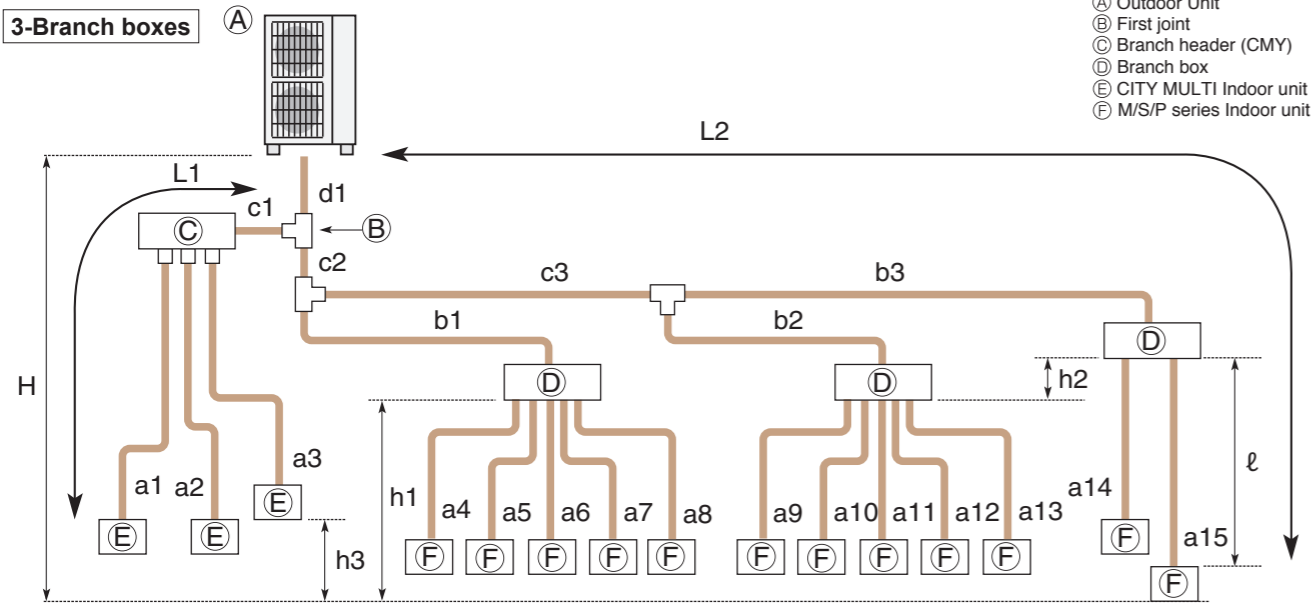 3-Branch boxes
Ⓐ
Ⓐ Outdoor Unit
Ⓑ First joint
Ⓒ Branch header (CMY)
Ⓓ Branch box
Ⓔ CITY MULTI Indoor unit
Ⓕ M/S/P series Indoor unit
L2
L1
d1
c1
Ⓒ
Ⓑ
c2
c3
b3
b1
b2
Ⓓ
H
Ⓓ
Ⓓ
h2
a3
ℓ
a1
a2
Ⓔ
h1
a4
a5
a6
a7
a8
a9
a10
a11
a12
a13
a14
Ⓔ
Ⓔ
h3
Ⓕ
Ⓕ
Ⓕ
Ⓕ
Ⓕ
Ⓕ
Ⓕ
Ⓕ
Ⓕ
Ⓕ
Ⓕ
a15
Ⓕ